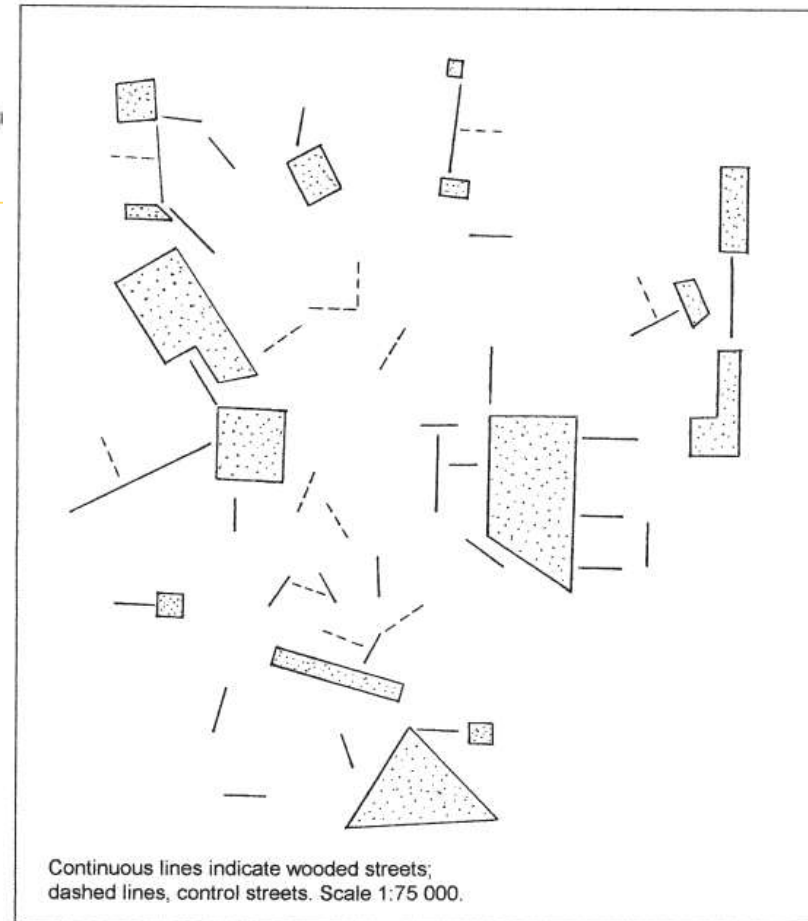 Continuous lines indicate wooded streets;
dashed lines, control streets. Scale 1:75 000.